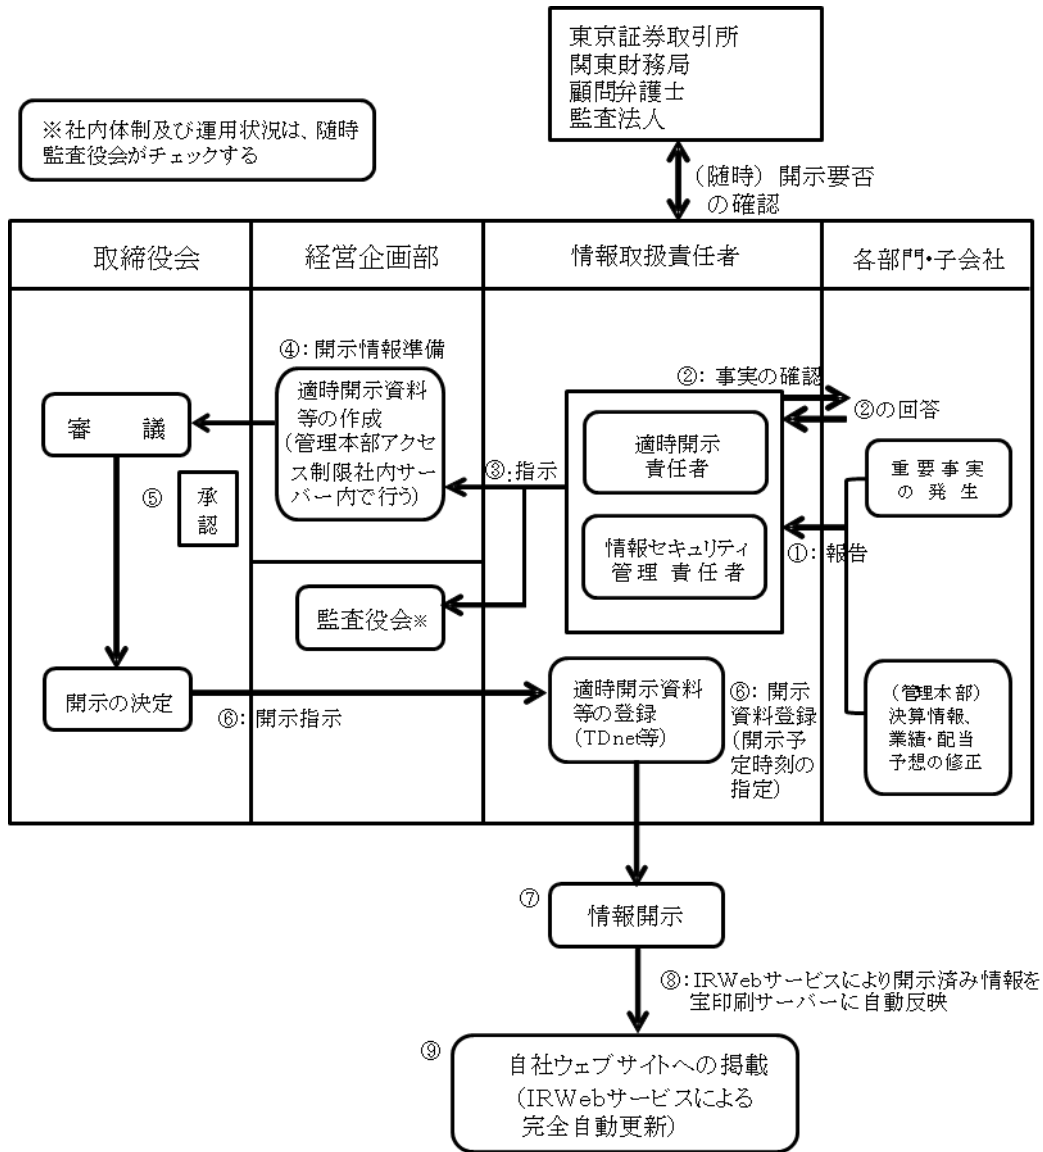 東京証券取引所
関東財務局
顧問弁護士
監査法人
※社内体制及び運用状況は、随時
監査役会がチェックする
(随時) 開示要否
の確認
取締役会
経営企画部
情報取扱責任者
各部門・子会社
④:開示情報準備
適時開示資料
等の作成
(管理本部アクセ
ス制限社内サー
バー内で行う)
審 議
⑤
承
認
③:指示
②:事実の確認
②の回答
適時開示
責任者
情報セキュリティ
管理 責任者
重要事実
の 発 生
①:報告
監査役会※
開示の決定
⑥:開示指示
適時開示資料
等の登録
(TDnet等)
⑥:開示
資料登録
(開示予
定時刻の
指定)
(管理本部)
決算情報、
業績・配当
予想の修正
⑦
情報開示
⑧:IRWebサービスにより開示済み情報を
宝印刷サーバーに自動反映
⑨
自社ウェブサイトへの掲載
(IRWebサービスによる
完全自動更新)